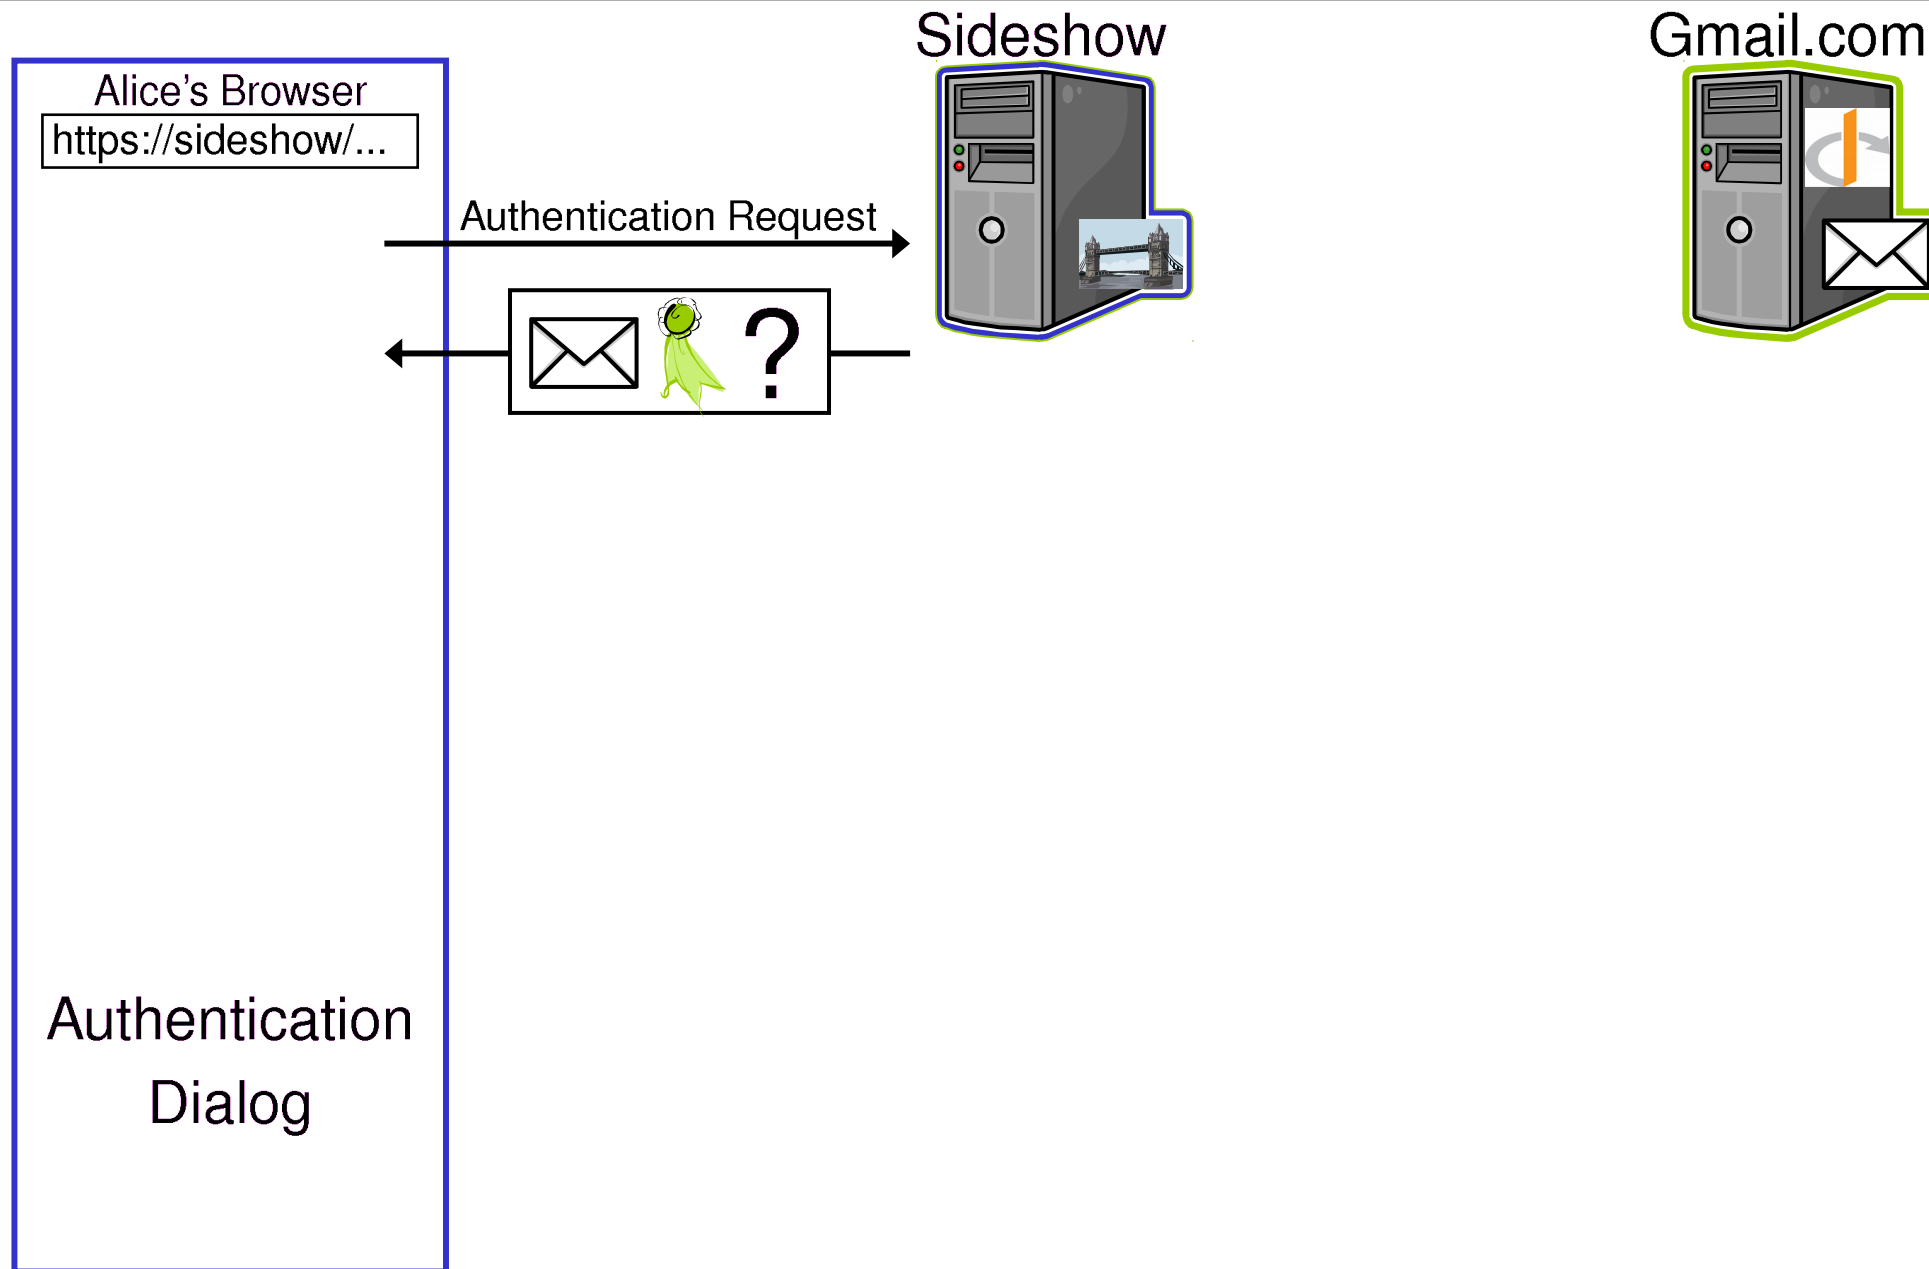 Sideshow
Gmail.com
Alice's Browser
https://sideshow/...
Authentication Request
?
Authentication
Dialog